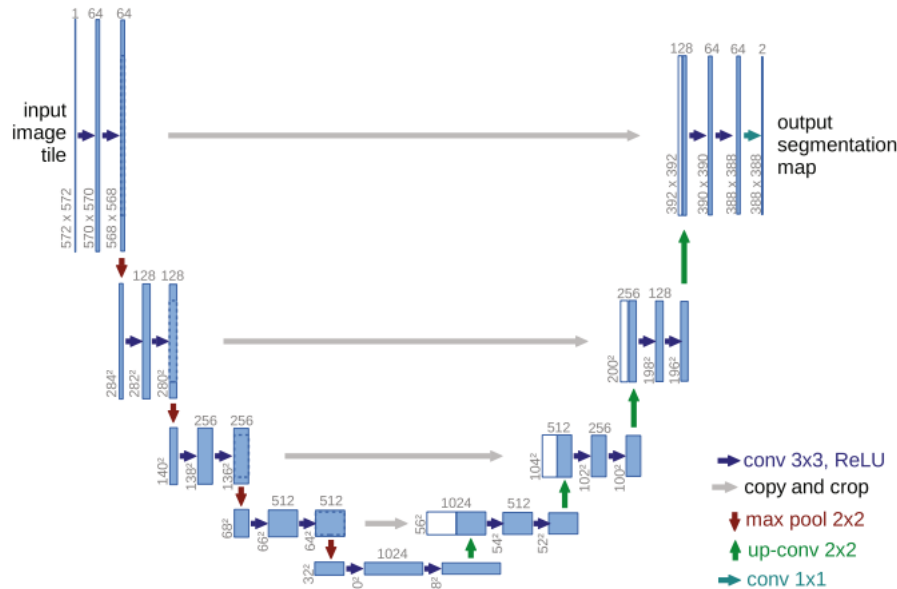 1
64
64
input
image
tile
572 x 572
570 x 570
568 x 568
128
64
64
2
392 x 392
390 x 390
388 x 388
388 x 388
output
segmentation
map
128
128
284²
282²
280²
256
128
200²
198²
196²
256
256
140²
138²
136²
512
256
104²
102²
100²
512
512
68²
66²
64²
1024
512
56²
54²
52²
1024
32²
0²
8²
conv 3x3, ReLU
copy and crop
max pool 2x2
up-conv 2x2
conv 1x1